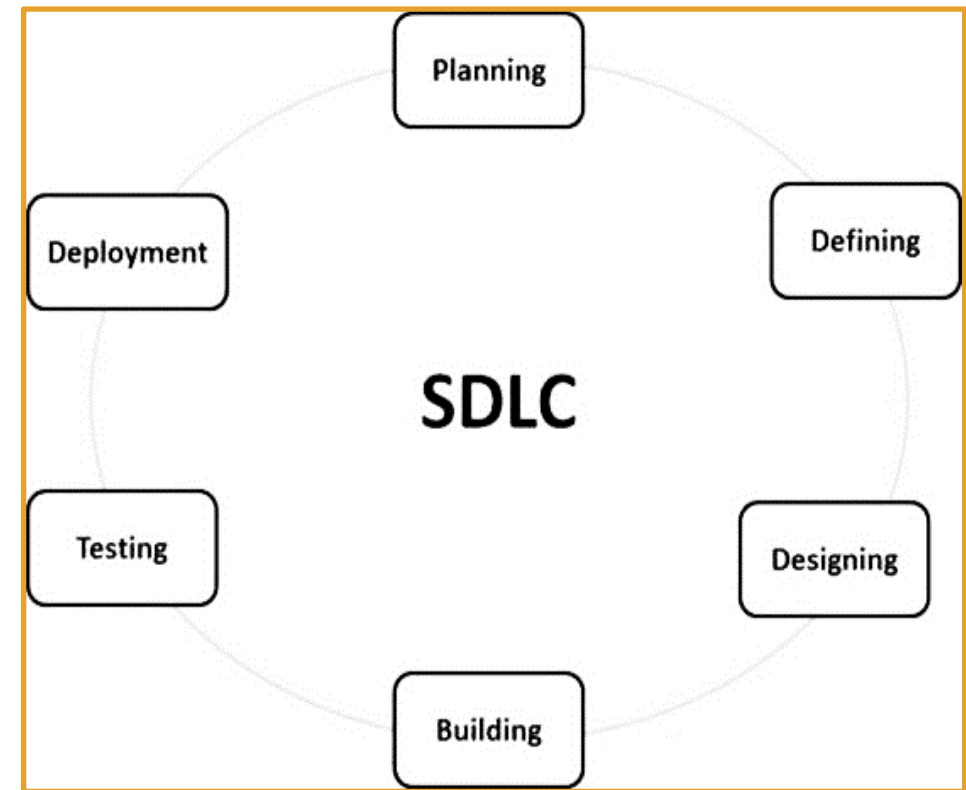 Planning
Defining
Deployment
SDLC
Testing
Designing
Building